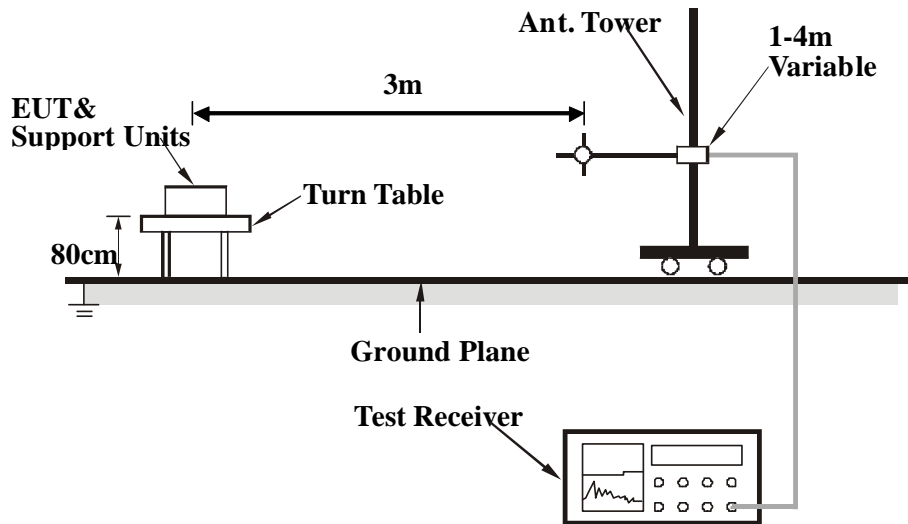 Ant. Tower
1-4m
Variable
3m
EUT&
Support Units
Turn Table
80cm
Ground Plane
Test Receiver